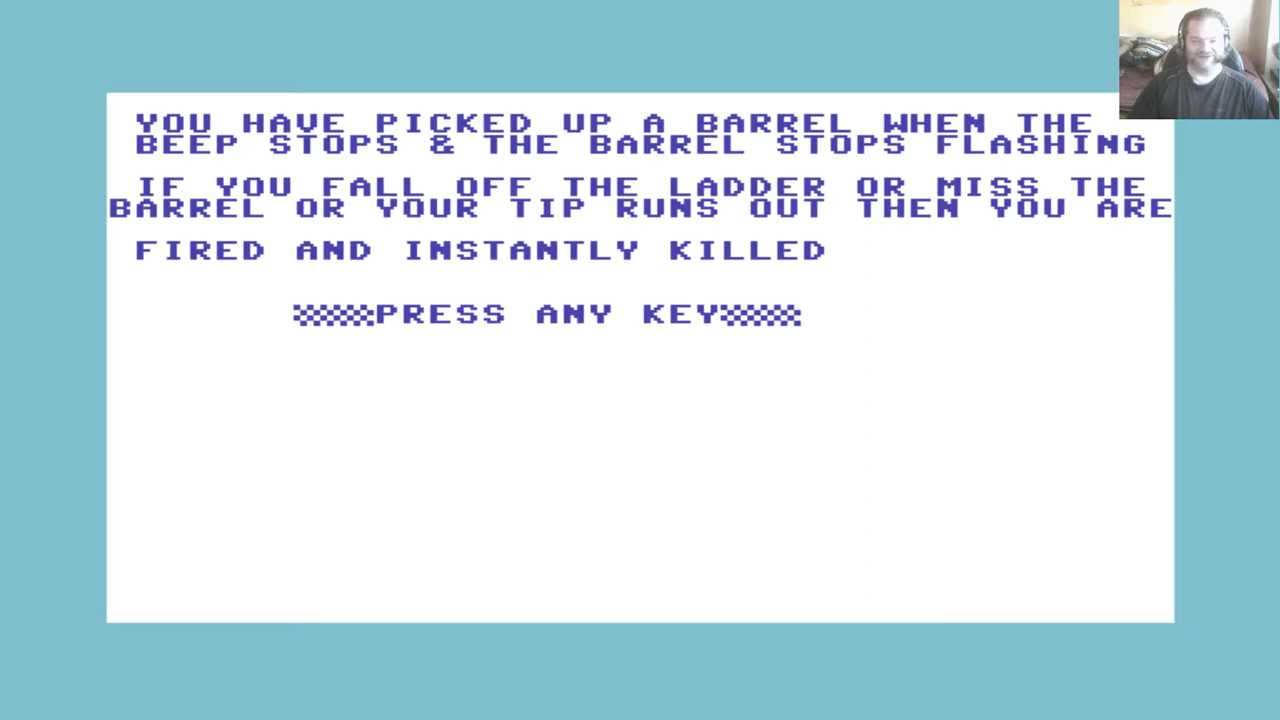 YOU HAVE PICKED UP A BARREL WHEN THE
BEEP STOPS & THE BARREL STOPS FLASHING
IF YOU FALL OFF THE LADDER OR MISS THE
BARREL OR YOUR TIP RUNS OUT THEN YOU ARE
FIRED AND INSTANTLY KILLED
PRESS ANY KEY